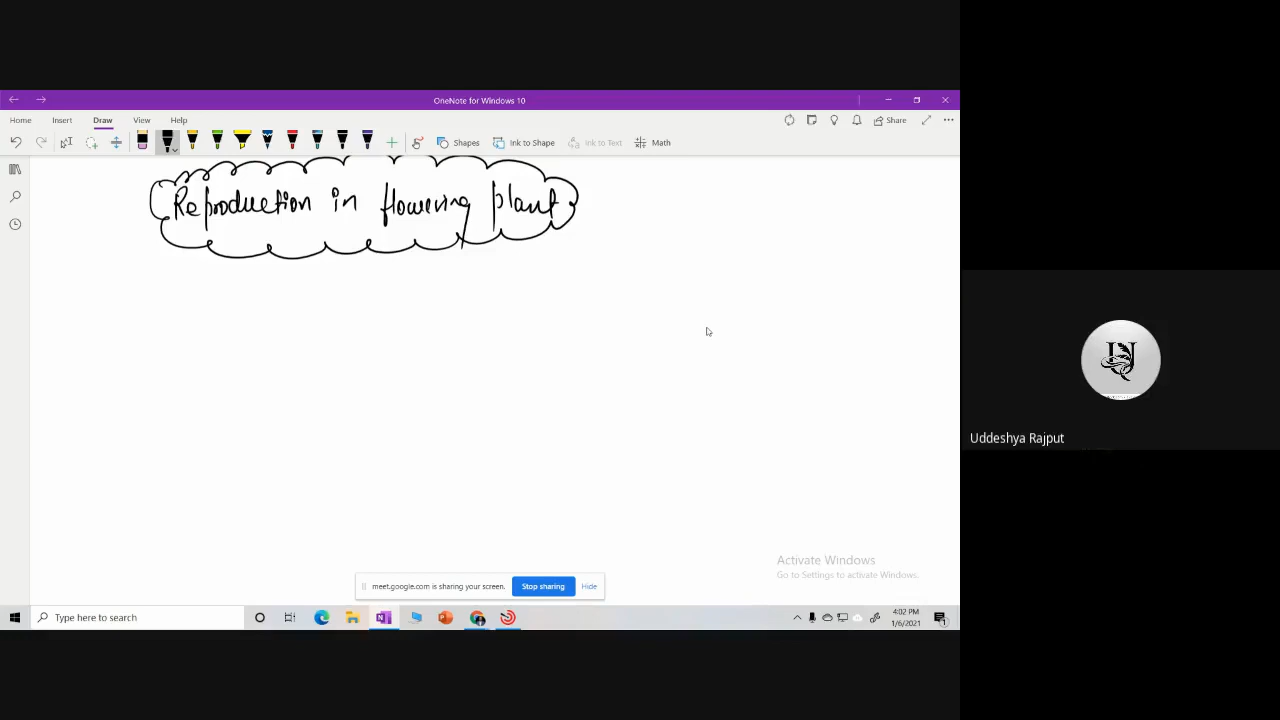 OneNote for Windows 10
Home Insert Draw View Help
Share
Shapes Ink to Shape Ink to Text Math
Reproduction in flowering plant
Uddeshya Rajput
Activate Windows
Go to Settings to activate Windows.
meet.google.com is sharing your screen. Stop sharing Hide
Type here to search
4:02 PM
1/6/2021